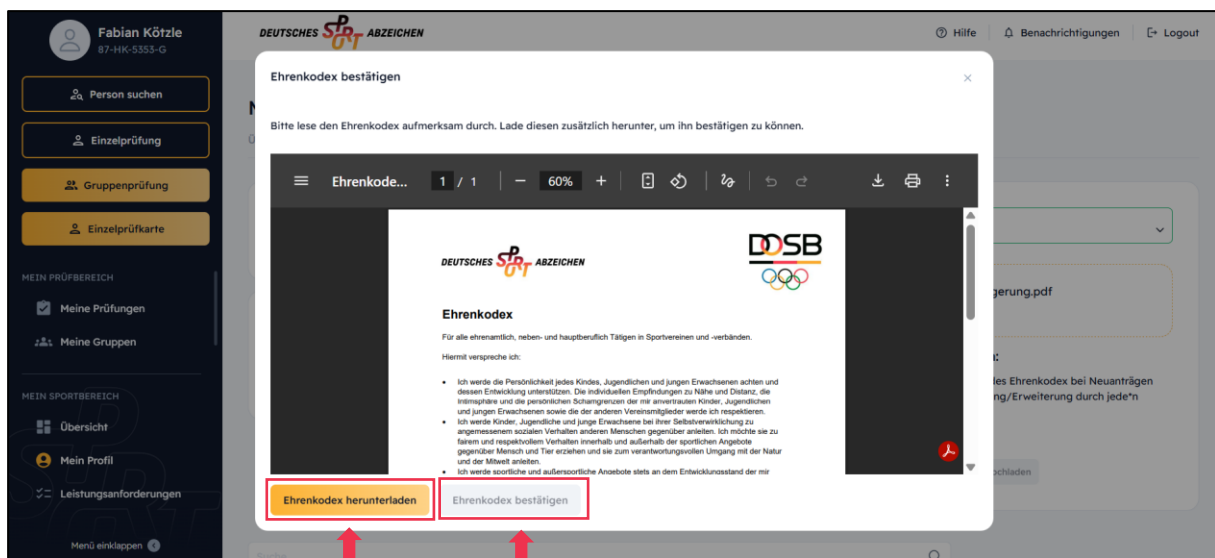 Fabian Kötzle
87-HK-5353-G
Person suchen
Einzelprüfung
Gruppenprüfung
Einzelprüfkarte
MEIN PRÜFBEREICH
Meine Prüfungen
Meine Gruppen
MEIN SPORTBEREICH
Übersicht
Mein Profil
Leistungsanforderungen
Menü einklappen
DEUTSCHES SPORT ABZEICHEN
Hilfe
Benachrichtigungen
Logout
Ehrenkodex bestätigen
Bitte lese den Ehrenkodex aufmerksam durch. Lade diesen zusätzlich herunter, um ihn bestätigen zu können.
Ehrenkode... 1 / 1 60%
DEUTSCHES SPORT ABZEICHEN
DOSB
Ehrenkodex
Für alle ehrenamtlich, neben- und hauptberuflich Tätigen in Sportvereinen und -verbänden.
Hiermit verspreche ich:
• Ich werde die Persönlichkeit jedes Kindes, Jugendlichen und jungen Erwachsenen achten und
dessen Entwicklung unterstützen. Die individuellen Empfindungen zu Nähe und Distanz, die
Intimsphäre und die persönlichen Schamgrenzen der mir anvertrauten Kinder, Jugendlichen
und jungen Erwachsenen sowie die der anderen Vereinsmitglieder werde ich respektieren.
• Ich werde Kinder, Jugendliche und junge Erwachsene bei ihrer Selbstverwirklichung zu
angemessenem sozialen Verhalten anderen Menschen gegenüber anleiten. Ich möchte sie zu
fairem und respektvollem Verhalten innerhalb und außerhalb der sportlichen Angebote
gegenüber Mensch und Tier erziehen und sie zum verantwortungsvollen Umgang mit der Natur
und der Mitwelt anleiten.
• Ich werde sportliche und außersportliche Angebote stets an dem Entwicklungsstand der mir
Ehrenkodex herunterladen
Ehrenkodex bestätigen
gerung.pdf
les Ehrenkodex bei Neuanträgen
ng/Erweiterung durch jede*n
ochladen
Suche